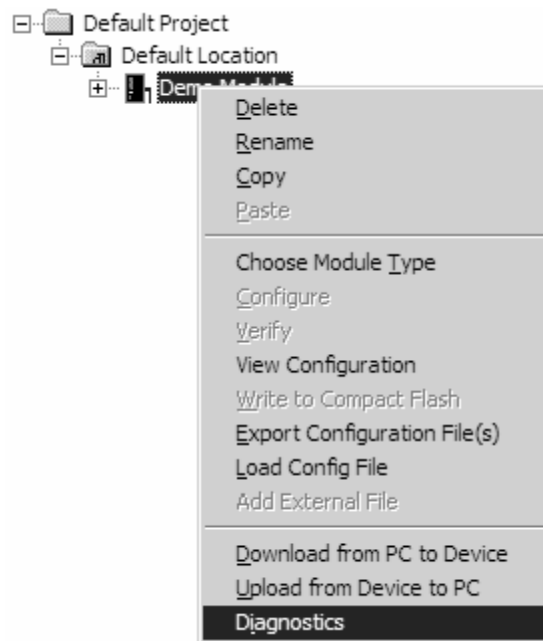 Default Project
Default Location
Demo Module
Delete
Rename
Copy
Paste
Choose Module Type
Configure
Verify
View Configuration
Write to Compact Flash
Export Configuration File(s)
Load Config File
Add External File
Download from PC to Device
Upload from Device to PC
Diagnostics